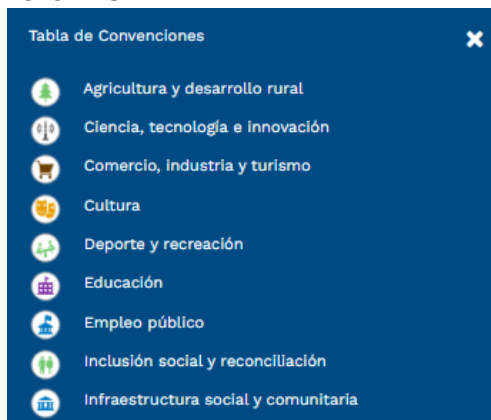 Tabla de Convenciones
Agricultura y desarrollo rural
Ciencia, tecnología e innovación
Comercio, industria y turismo
Cultura
Deporte y recreación
Educación
Empleo público
Inclusión social y reconciliación
Infraestructura social y comunitaria